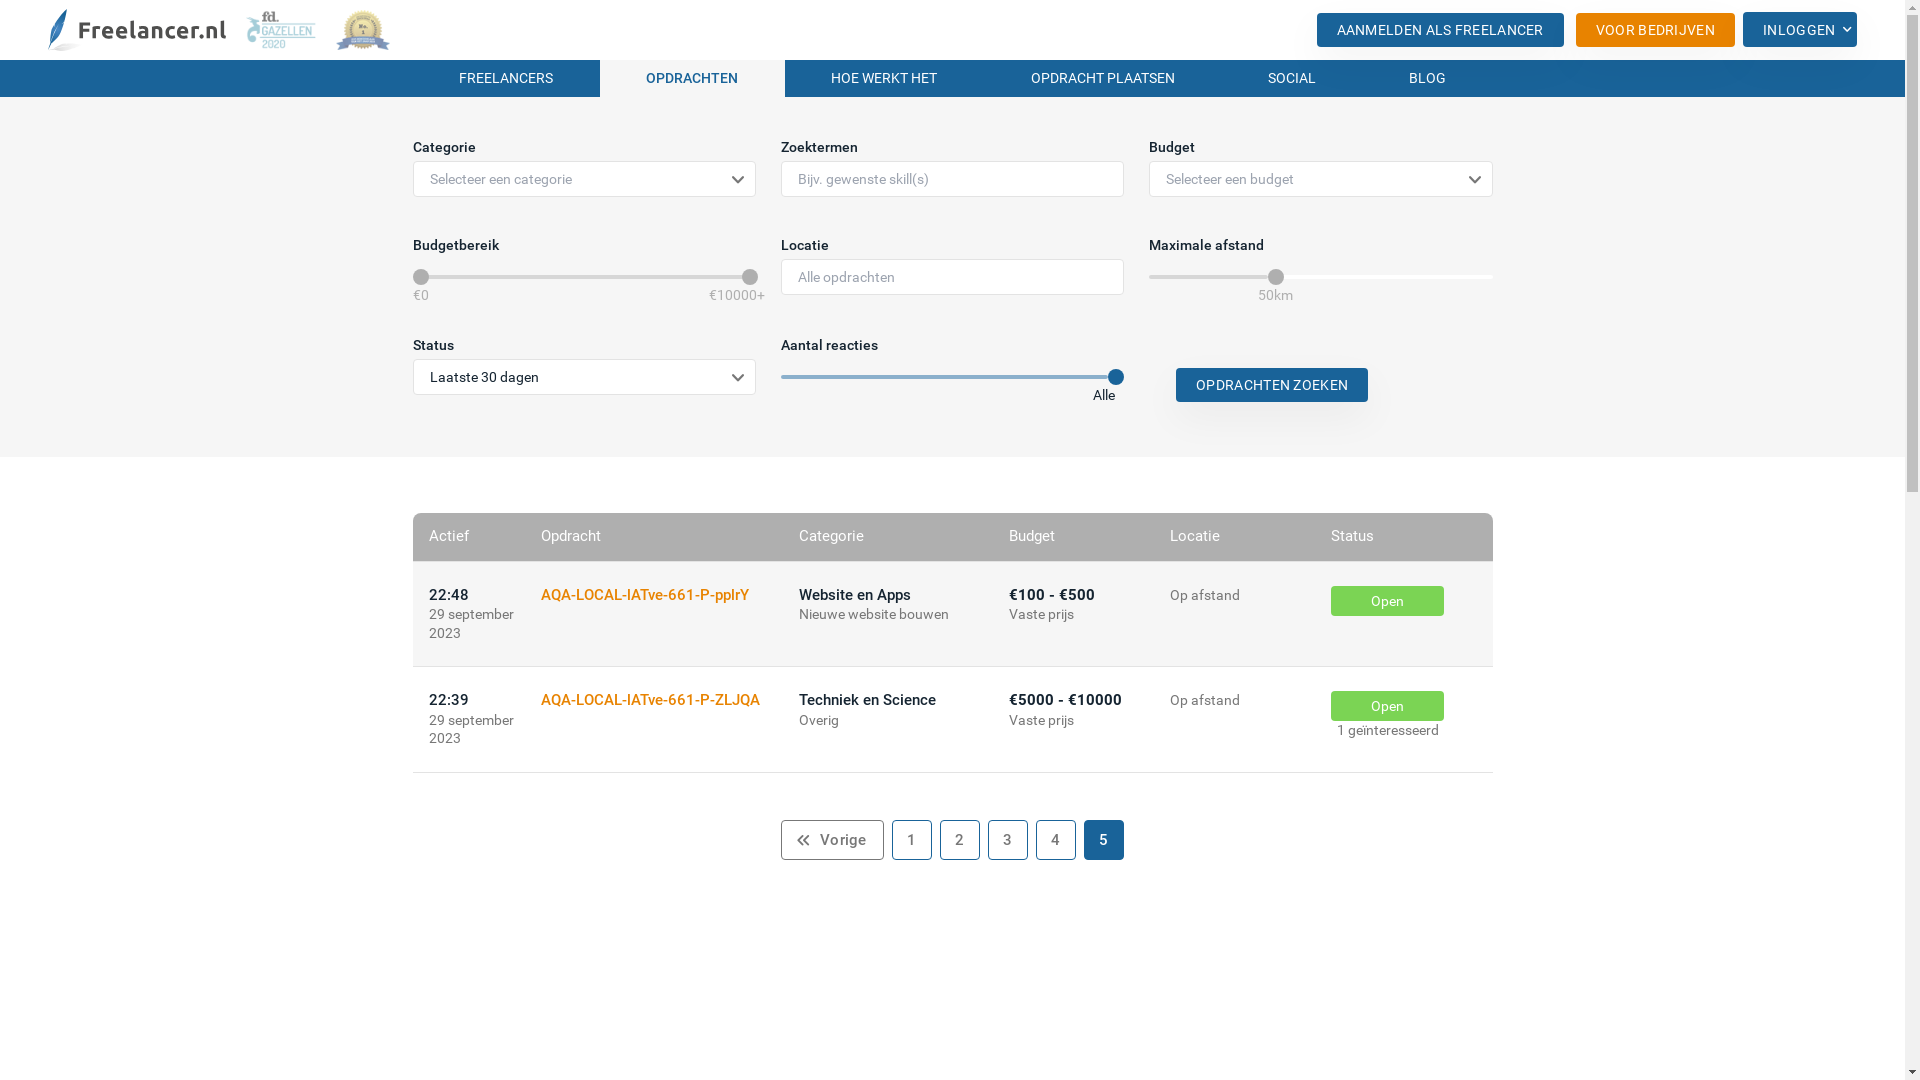 Freelancer.nl
fd.
GAZELLEN
2020
AANMELDEN ALS FREELANCER
VOOR BEDRIJVEN
INLOGGEN
FREELANCERS
OPDRACHTEN
HOE WERKT HET
OPDRACHT PLAATSEN
SOCIAL
BLOG
Categorie
Zoektermen
Budget
Selecteer een categorie
Bijv. gewenste skill(s)
Selecteer een budget
Budgetbereik
Locatie
Maximale afstand
Alle opdrachten
€0
€10000+
50km
Status
Aantal reacties
Laatste 30 dagen
Alle
OPDRACHTEN ZOEKEN
Actief
Opdracht
Categorie
Budget
Locatie
Status
22:48
29 september
2023
AQA-LOCAL-lATve-661-P-pplrY
Website en Apps
Nieuwe website bouwen
€100 - €500
Vaste prijs
Op afstand
Open
22:39
29 september
2023
AQA-LOCAL-lATve-661-P-ZLJQA
Techniek en Science
Overig
€5000 - €10000
Vaste prijs
Op afstand
Open
1 geïnteresseerd
Vorige
1
2
3
4
5